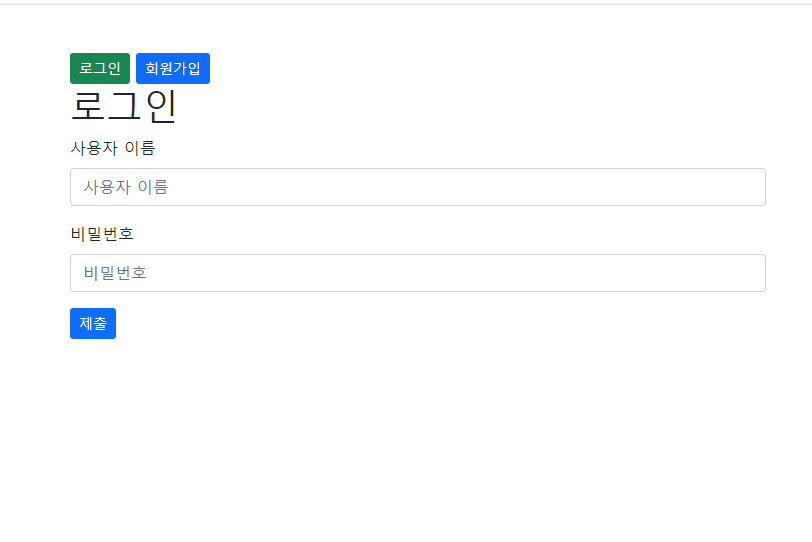 로그인 회원가입
로그인
사용자 이름
사용자 이름
비밀번호
비밀번호
제출